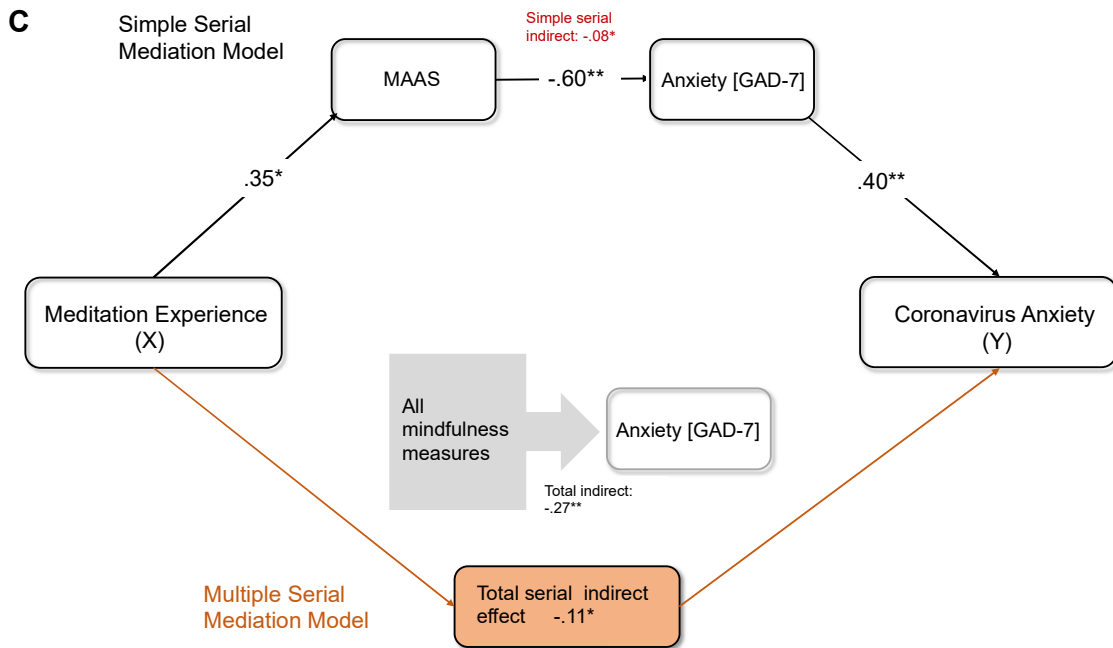 C
Simple Serial
Mediation Model
Simple serial
indirect: -.08*
MAAS
-.60**
Anxiety [GAD-7]
.35*
.40**
Meditation Experience
(X)
Coronavirus Anxiety
(Y)
All
mindfulness
measures
Anxiety [GAD-7]
Total indirect:
-.27**
Multiple Serial
Mediation Model
Total serial indirect
effect -.11*